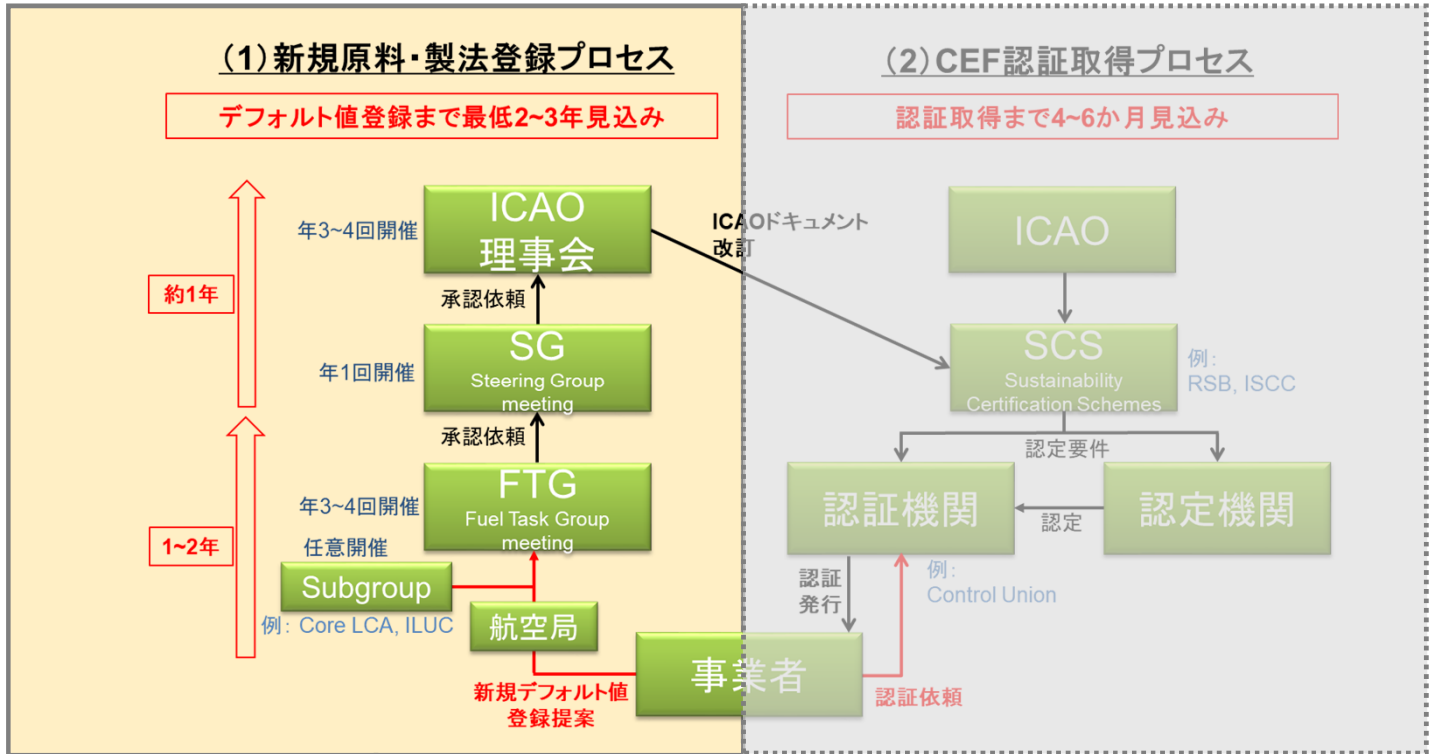 (1)新規原料・製法登録プロセス
デフォルト値登録まで最低2~3年見込み
年3~4回開催
ICAO
理事会
約1年
承認依頼
年1回開催
SG
Steering Group
meeting
承認依頼
年3~4回開催
FTG
Fuel Task Group
meeting
1~2年
任意開催
Subgroup
例: Core LCA, ILUC
航空局
新規デフォルト値
登録提案
事業者
ICAOドキュメント
改訂
(2)CEF認証取得プロセス
認証取得まで4~6か月見込み
ICAO
SCS
Sustainability
Certification Schemes
例:
RSB, ISCC
認定要件
認証機関
認定
認定機関
認証
発行
例:
Control Union
認証依頼